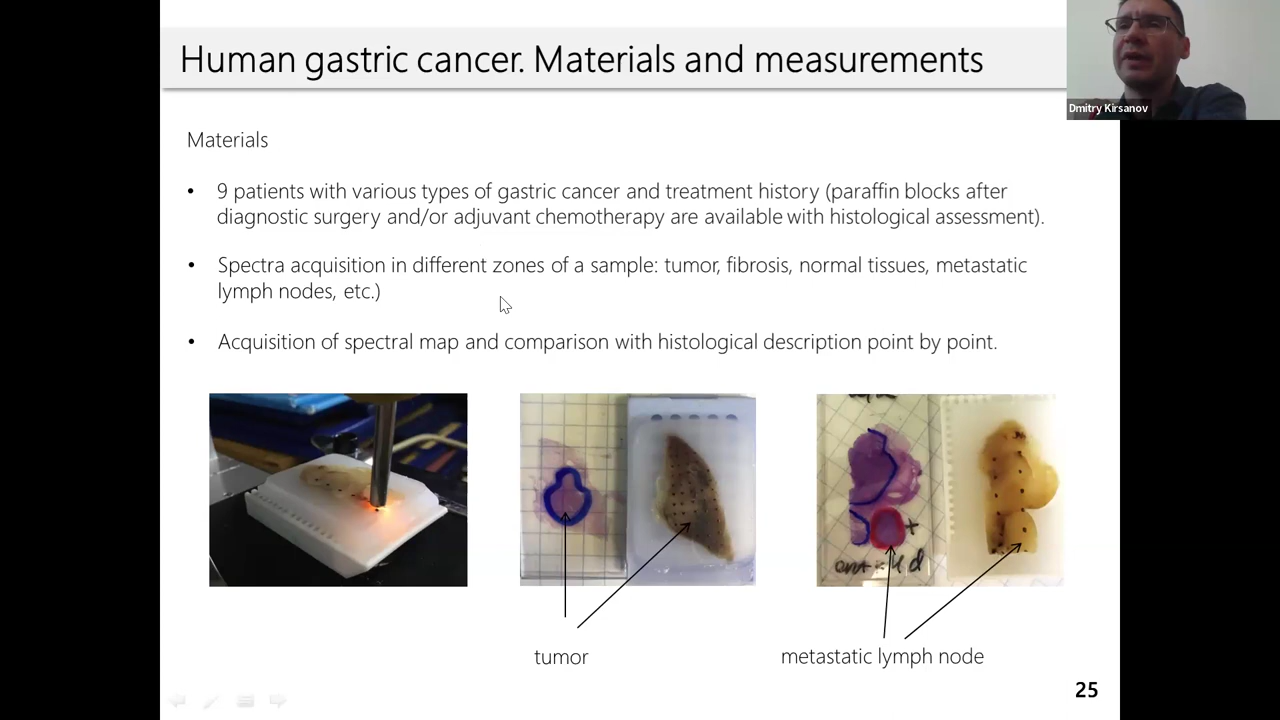 Human gastric cancer. Materials and measurements
Dmitry Kirsanov
Materials
• 9 patients with various types of gastric cancer and treatment history (paraffin blocks after
diagnostic surgery and/or adjuvant chemotherapy are available with histological assessment).
• Spectra acquisition in different zones of a sample: tumor, fibrosis, normal tissues, metastatic
lymph nodes, etc.)
• Acquisition of spectral map and comparison with histological description point by point.
+
tumor
metastatic lymph node
25